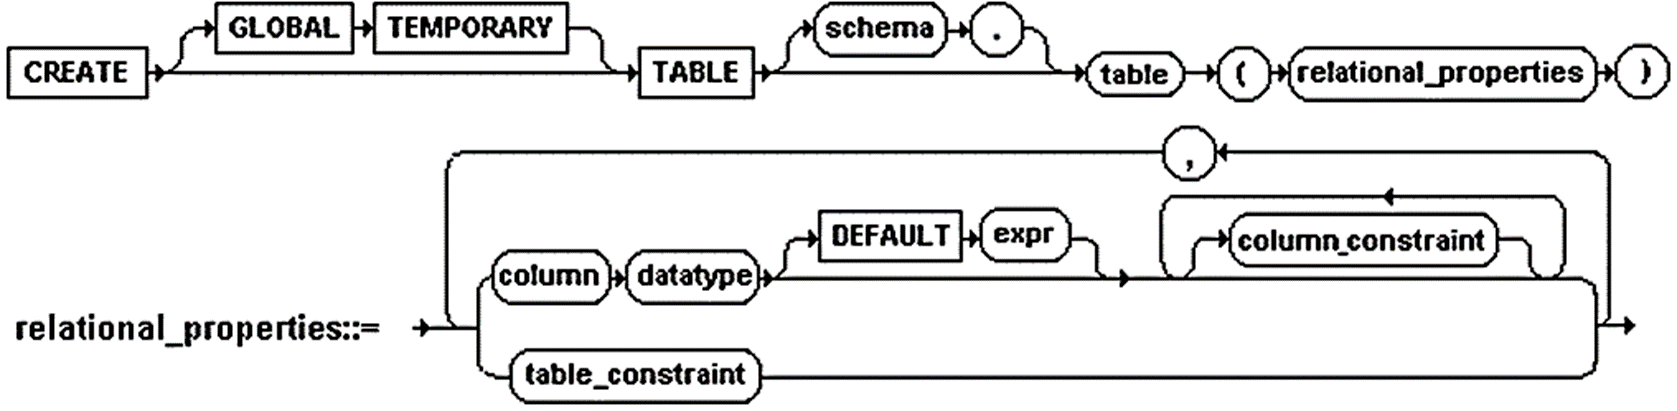 CREATE GLOBAL TEMPORARY TABLE schema . table ( relational_properties )
,
DEFAULT expr column_constraint
column datatype
relational_properties::=
table_constraint